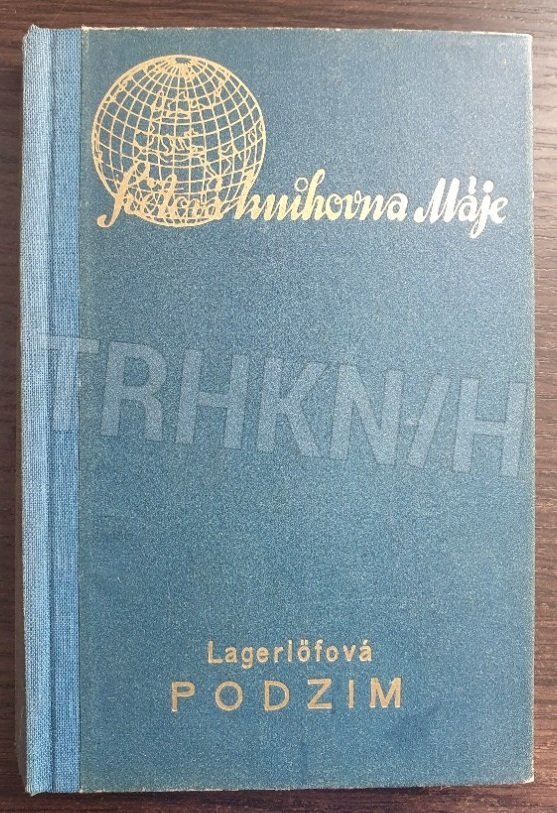 Světová knihovna Máje
TRHKNIH
Lagerlöfová
PODZIM